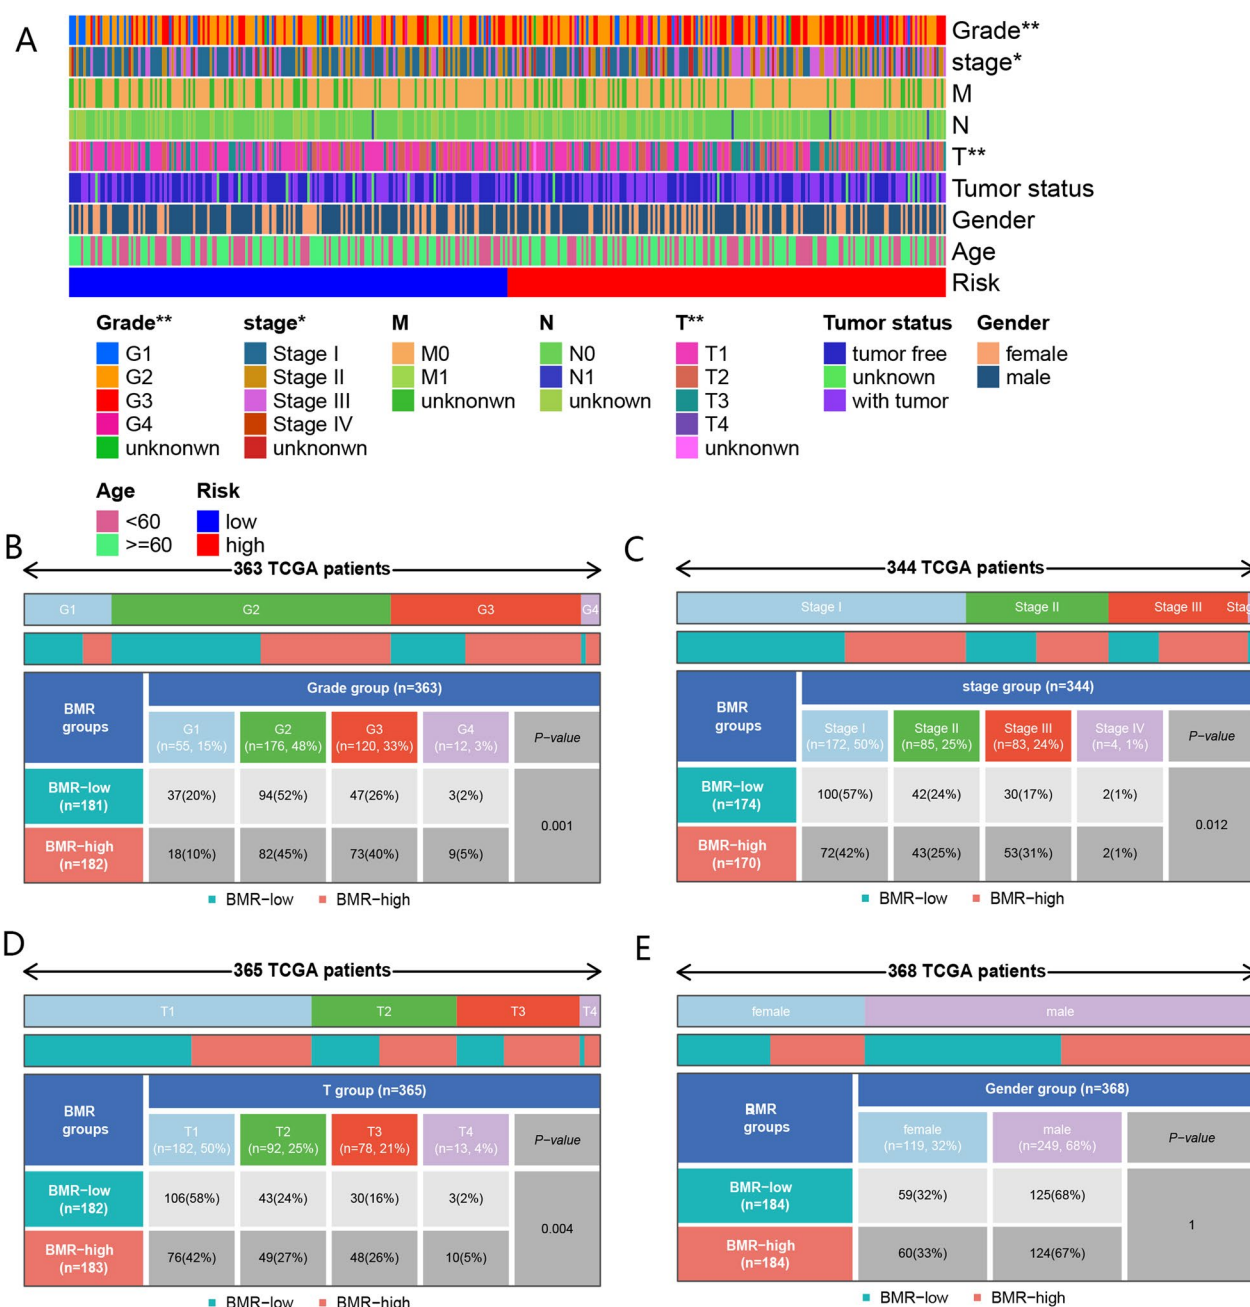 A
Grade**
stage*
M
N
T**
Tumor status
Gender
Age
Risk
Grade** stage* M N T** Tumor status Gender
G1 Stage I M0 N0 T1 tumor free female
G2 Stage II M1 N1 T2 unknown male
G3 Stage III unknonwn unknown T3 with tumor
G4 Stage IV T4
unknonwn unknonwn unknonwn
Age Risk
<60 low
>=60 high
B
363 TCGA patients
G1 G2 G3 G4
BMR groups
Grade group (n=363)
G1 G2 G3 G4
(n=55, 15%) (n=176, 48%) (n=120, 33%) (n=12, 3%)
P-value
BMR-low
(n=181)
37(20%) 94(52%) 47(26%) 3(2%)
0.001
BMR-high
(n=182)
18(10%) 82(45%) 73(40%) 9(5%)
BMR-low BMR-high
C
344 TCGA patients
Stage I Stage II Stage III Stag
BMR groups
stage group (n=344)
Stage I Stage II Stage III Stage IV
(n=172, 50%) (n=85, 25%) (n=83, 24%) (n=4, 1%)
P-value
BMR-low
(n=174)
100(57%) 42(24%) 30(17%) 2(1%)
0.012
BMR-high
(n=170)
72(42%) 43(25%) 53(31%) 2(1%)
BMR-low BMR-high
D
365 TCGA patients
T1 T2 T3 T4
BMR groups
T group (n=365)
T1 T2 T3 T4
(n=182, 50%) (n=92, 25%) (n=78, 21%) (n=13, 4%)
P-value
BMR-low
(n=182)
106(58%) 43(24%) 30(16%) 3(2%)
0.004
BMR-high
(n=183)
76(42%) 49(27%) 48(26%) 10(5%)
BMR-low BMR-high
E
368 TCGA patients
female male
BMR groups
Gender group (n=368)
female male
(n=119, 32%) (n=249, 68%)
P-value
BMR-low
(n=184)
59(32%) 125(68%)
1
BMR-high
(n=184)
60(33%) 124(67%)
BMR-low BMR-high